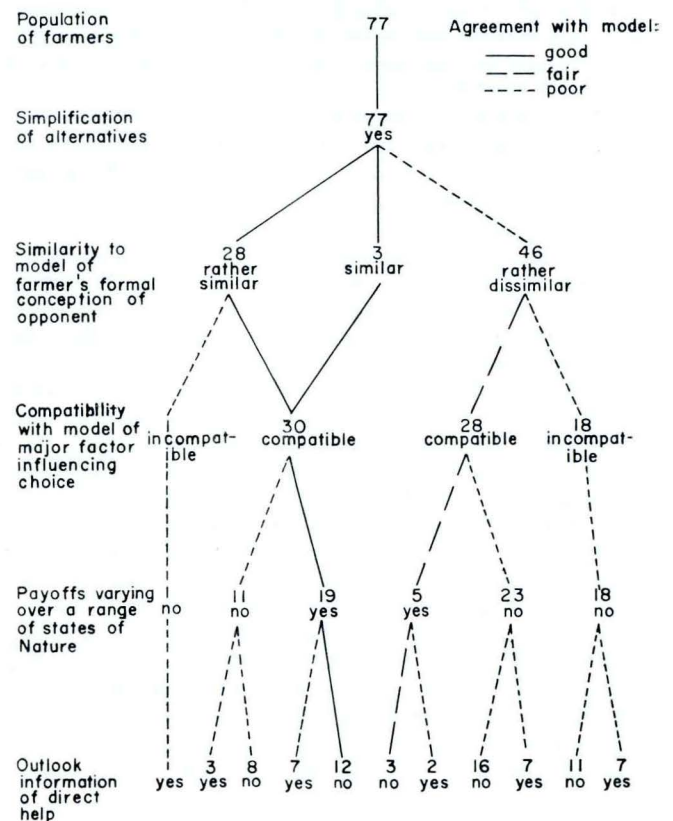 Population
of farmers
77
Agreement with model:
good
fair
poor
Simplification
of alternatives
77
yes
Similarity to
model of
farmer's formal
conception of
opponent
28
rather
similar
3
similar
46
rather
dissimilar
Compatibility
with model of
major factor
influencing
choice
incompat-
ible
30
compatible
28
compatible
18
incompat-
ible
Payoffs varying
over a range
of states of
Nature
no
11
no
19
yes
5
yes
23
no
18
no
Outlook
information
of direct
help
yes
3
yes
8
no
7
yes
12
no
3
no
2
yes
16
no
7
yes
11
no
7
yes